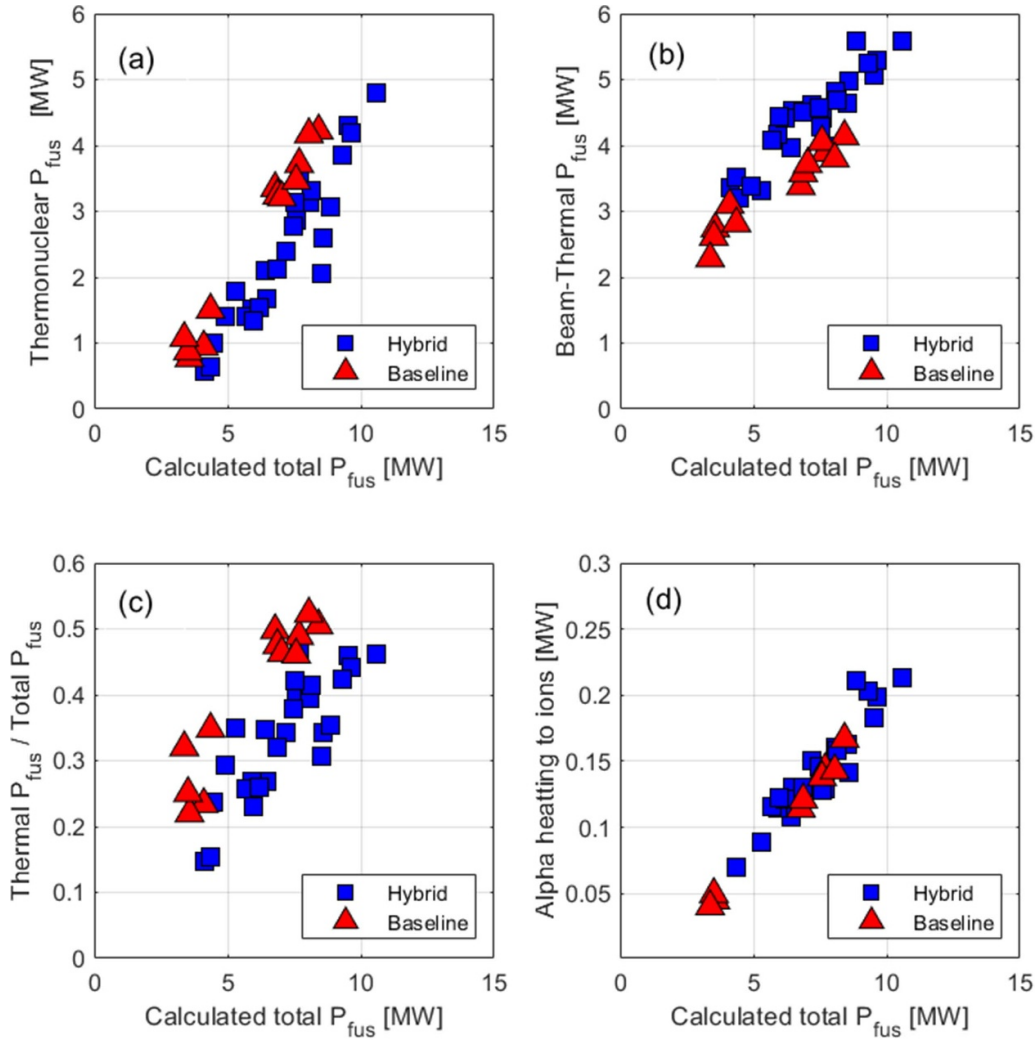 (a)
Thermonuclear P_fus [MW]
6
5
4
3
2
1
0
0 5 10 15
Calculated total P_fus [MW]
Hybrid
Baseline
(b)
Beam-Thermal P_fus [MW]
6
5
4
3
2
1
0
0 5 10 15
Calculated total P_fus [MW]
Hybrid
Baseline
(c)
Thermal P_fus / Total P_fus
0.6
0.5
0.4
0.3
0.2
0.1
0
0 5 10 15
Calculated total P_fus [MW]
Hybrid
Baseline
(d)
Alpha heatting to ions [MW]
0.3
0.25
0.2
0.15
0.1
0.05
0
0 5 10 15
Calculated total P_fus [MW]
Hybrid
Baseline